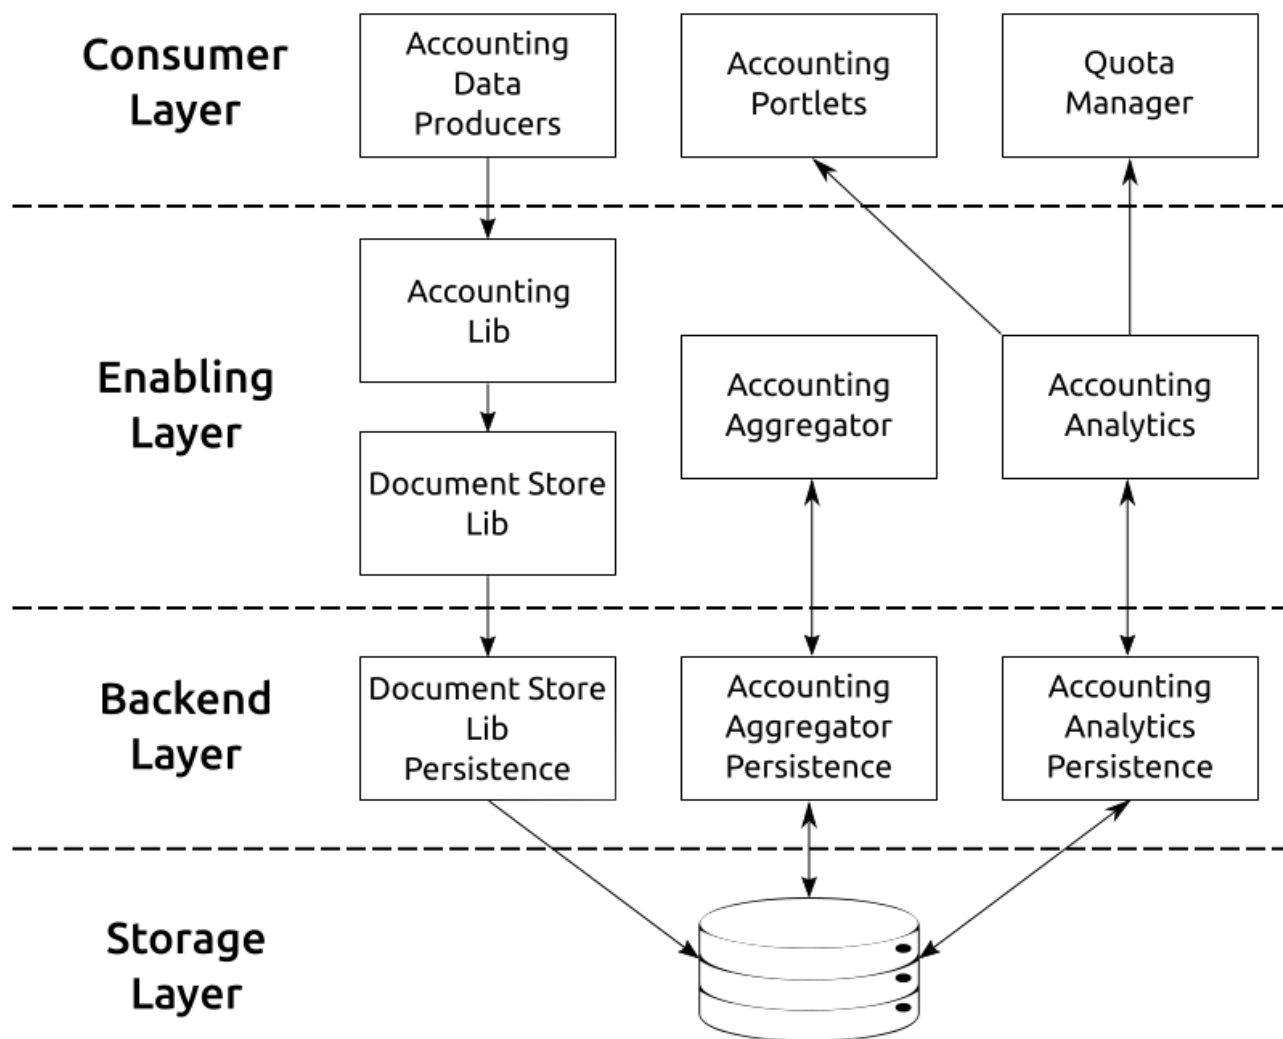 Consumer
Layer
Accounting
Data
Producers
Accounting
Portlets
Quota
Manager
Enabling
Layer
Accounting
Lib
Document Store
Lib
Accounting
Aggregator
Accounting
Analytics
Backend
Layer
Document Store
Lib
Persistence
Accounting
Aggregator
Persistence
Accounting
Analytics
Persistence
Storage
Layer